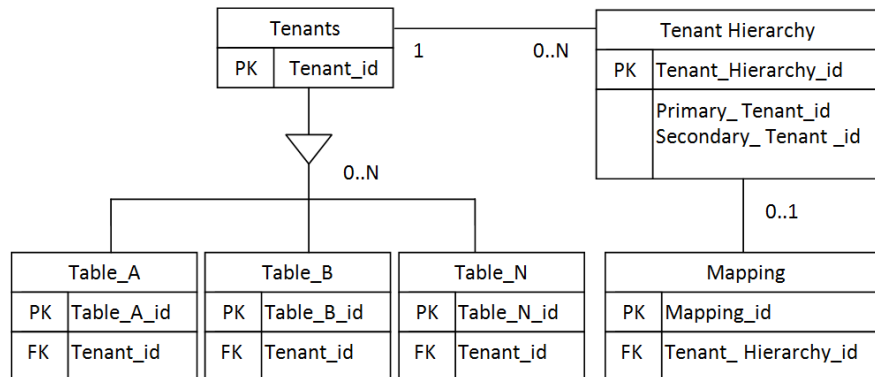 Tenants
PK Tenant_id
1
0..N
Tenant Hierarchy
PK Tenant_Hierarchy_id
Primary_ Tenant_id
Secondary_ Tenant _id
0..N
0..1
Table_A
PK Table_A_id
FK Tenant_id
Table_B
PK Table_B_id
FK Tenant_id
Table_N
PK Table_N_id
FK Tenant_id
Mapping
PK Mapping_id
FK Tenant_ Hierarchy_id